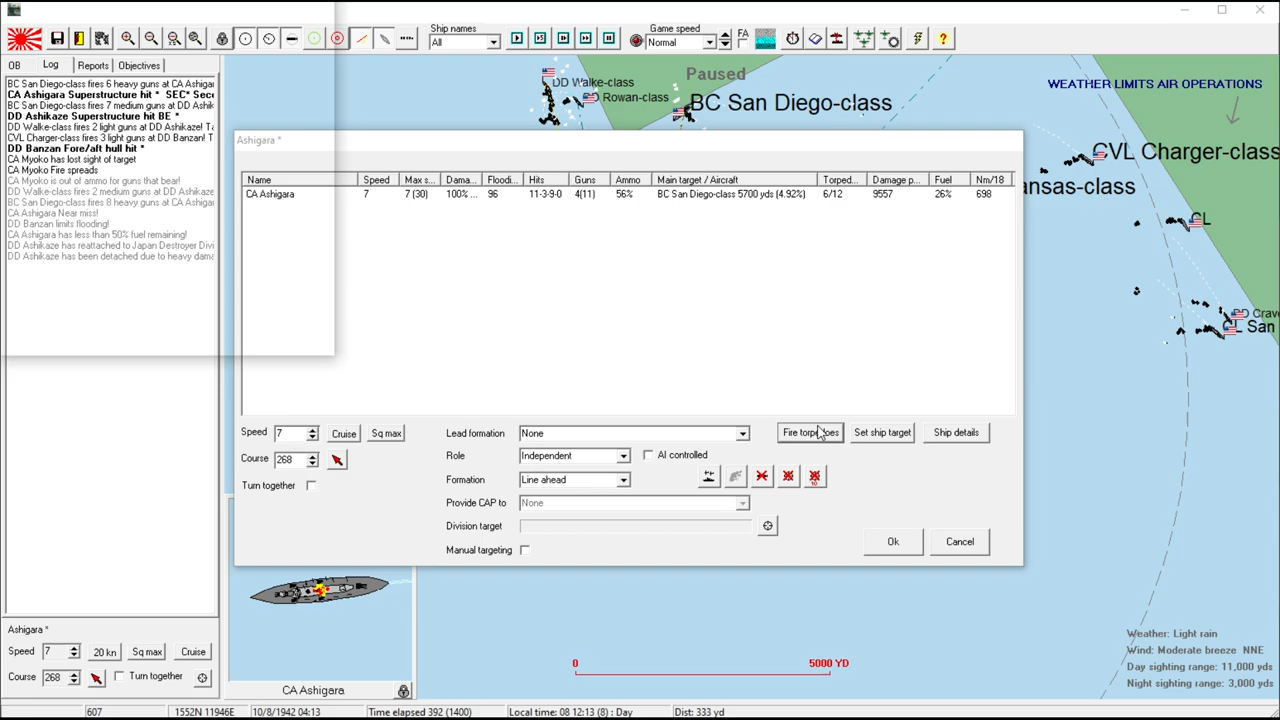 Ship names
All
Game speed
Normal
FA
?
OB
Log
Reports
Objectives
BC San Diego-class fires 6 heavy guns at CA Ashigar
CA Ashigara Superstructure hit * SEC* Seco
BC San Diego-class fires 7 medium guns at DD Ashik
DD Ashikaze Superstructure hit BE *
DD Walke-class fires 2 light guns at DD Ashikaze! Ta
CVL Charger-class fires 3 light guns at DD Banzan! T
DD Banzan Fore/aft hull hit *
CA Myoko has lost sight of target
CA Myoko Fire spreads
CA Myoko is out of ammo for guns that bear!
DD Walke-class fires 2 medium guns at DD Ashikaze
BC San Diego-class fires 8 heavy guns at CA Ashigar
CA Ashigara Near miss!
DD Banzan limits flooding!
CA Ashigara has less than 50% fuel remaining!
DD Ashikaze has reattached to Japan Destroyer Divi
DD Ashikaze has been detached due to heavy dama
DD Walke-class
DD Rowan-class
Paused
BC San Diego-class
WEATHER LIMITS AIR OPERATIONS
CVL Charger-class
ansas-class
CL
DD Crave
CL San
Ashigara *
Name Speed Max s... Dama... Floodi... Hits Guns Ammo Main target / Aircraft Torped... Damage p... Fuel Nm/18
CA Ashigara 7 7 (30) 100% ... 96 11-3-9-0 4(11) 56% BC San Diego-class 5700 yds (4.92%) 6/12 9557 26% 698
Speed 7 Cruise Sq max
Course 268
Turn together
Lead formation None
Role Independent AI controlled
Formation Line ahead
Provide CAP to None
Division target
Manual targeting
Fire torpedoes
Set ship target
Ship details
10
Ok
Cancel
Ashigara *
Speed 7 20 kn Sq max Cruise
Course 268 Turn together
CA Ashigara
0 5000 YD
Weather: Light rain
Wind: Moderate breeze NNE
Day sighting range: 11,000 yds
Night sighting range: 3,000 yds
607 1552N 11946E 10/8/1942 04:13 Time elapsed 392 (1400) Local time: 08 12:13 (8) : Day Dist: 333 yd